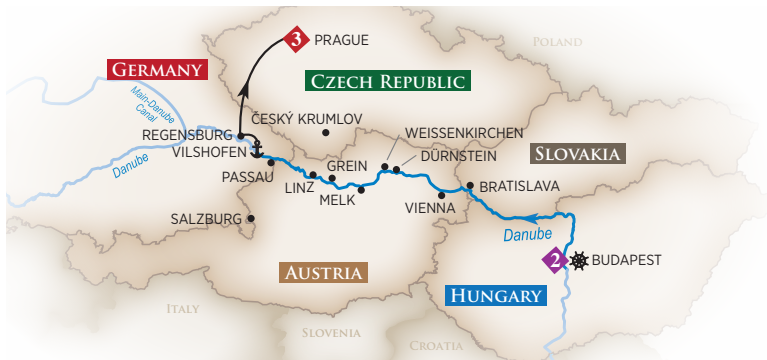 3 PRAGUE
POLAND
GERMANY
CZECH REPUBLIC
Main-Danube
Canal
ČESKÝ KRUMLOV
REGENSBURG
WEISSENKIRCHEN
VILSHOFEN
DÜRNSTEIN
SLOVAKIA
Danube
PASSAU
GREIN
LINZ
BRATISLAVA
MELK
VIENNA
SALZBURG
Danube
2 BUDAPEST
AUSTRIA
HUNGARY
ITALY
SLOVENIA
CROATIA